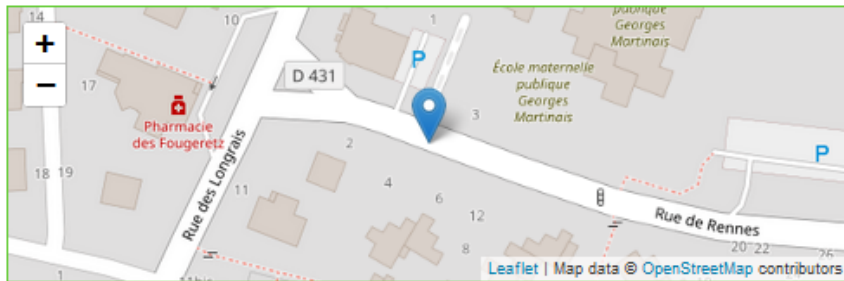 14
10
1
publique
Georges
Martinais
+
−
P
D 431
17
École maternelle
publique
Georges
Martinais
Pharmacie
des Fougeretz
3
2
P
18 19
11
Rue des Longrais
4
6
12
8
Rue de Rennes
20 22
26
1
11bis
Leaflet | Map data © OpenStreetMap contributors